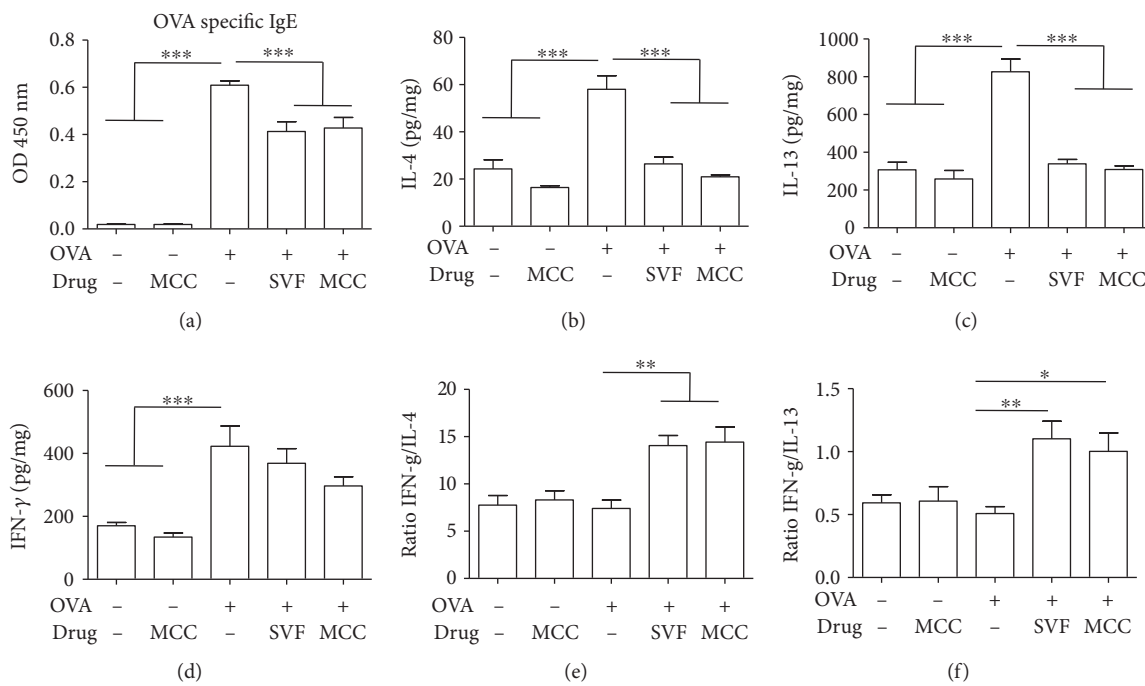 OVA specific IgE
OD 450 nm
0.8
0.6
0.4
0.2
0.0
***
***
OVA – – + + +
Drug – MCC – SVF MCC
(a)
IL-4 (pg/mg)
80
60
40
20
0
***
***
OVA – – + + +
Drug – MCC – SVF MCC
(b)
IL-13 (pg/mg)
1000
800
600
400
200
0
***
***
OVA – – + + +
Drug – MCC – SVF MCC
(c)
IFN-γ (pg/mg)
600
400
200
0
***
OVA – – + + +
Drug – MCC – SVF MCC
(d)
Ratio IFN-g/IL-4
20
15
10
5
0
**
OVA – – + + +
Drug – MCC – SVF MCC
(e)
Ratio IFN-g/IL-13
1.5
1.0
0.5
0.0
*
**
OVA – – + + +
Drug – MCC – SVF MCC
(f)